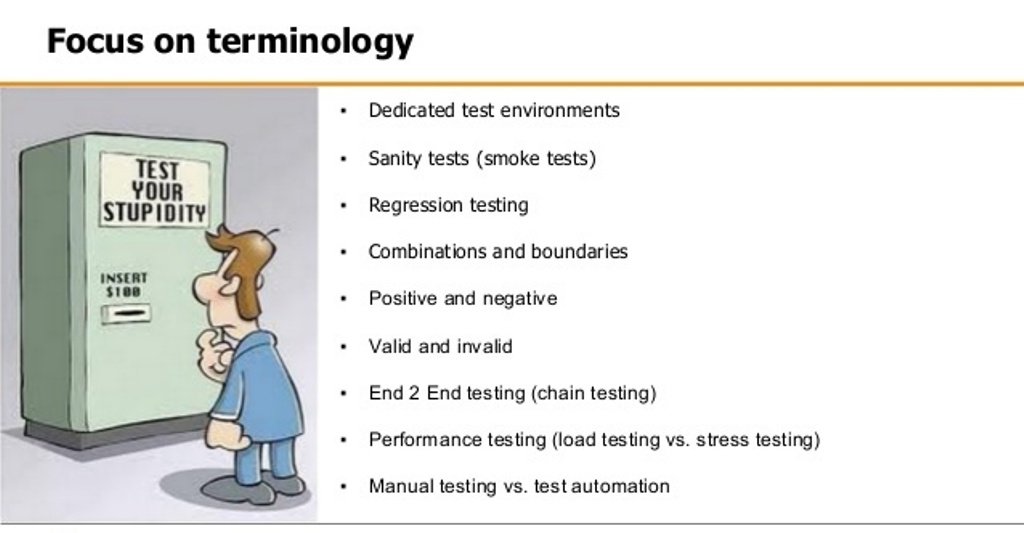 Focus on terminology
TEST
YOUR
STUPIDITY
INSERT
$100
• Dedicated test environments
• Sanity tests (smoke tests)
• Regression testing
• Combinations and boundaries
• Positive and negative
• Valid and invalid
• End 2 End testing (chain testing)
• Performance testing (load testing vs. stress testing)
• Manual testing vs. test automation